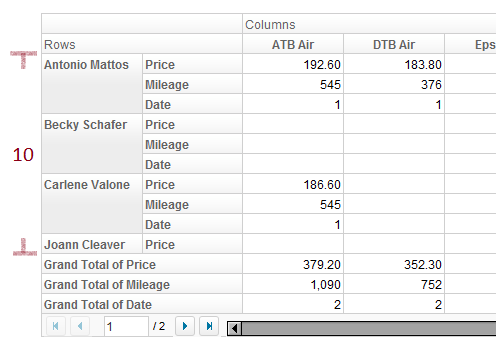 Columns
Rows ATB Air DTB Air Eps
Antonio Mattos Price 192.60 183.80
Mileage 545 376
Date 1 1
Becky Schafer Price
10 Mileage
Date
Carlene Valone Price 186.60
Mileage 545
Date 1
Joann Cleaver Price
Grand Total of Price 379.20 352.30
Grand Total of Mileage 1,090 752
Grand Total of Date 2 2
1 / 2